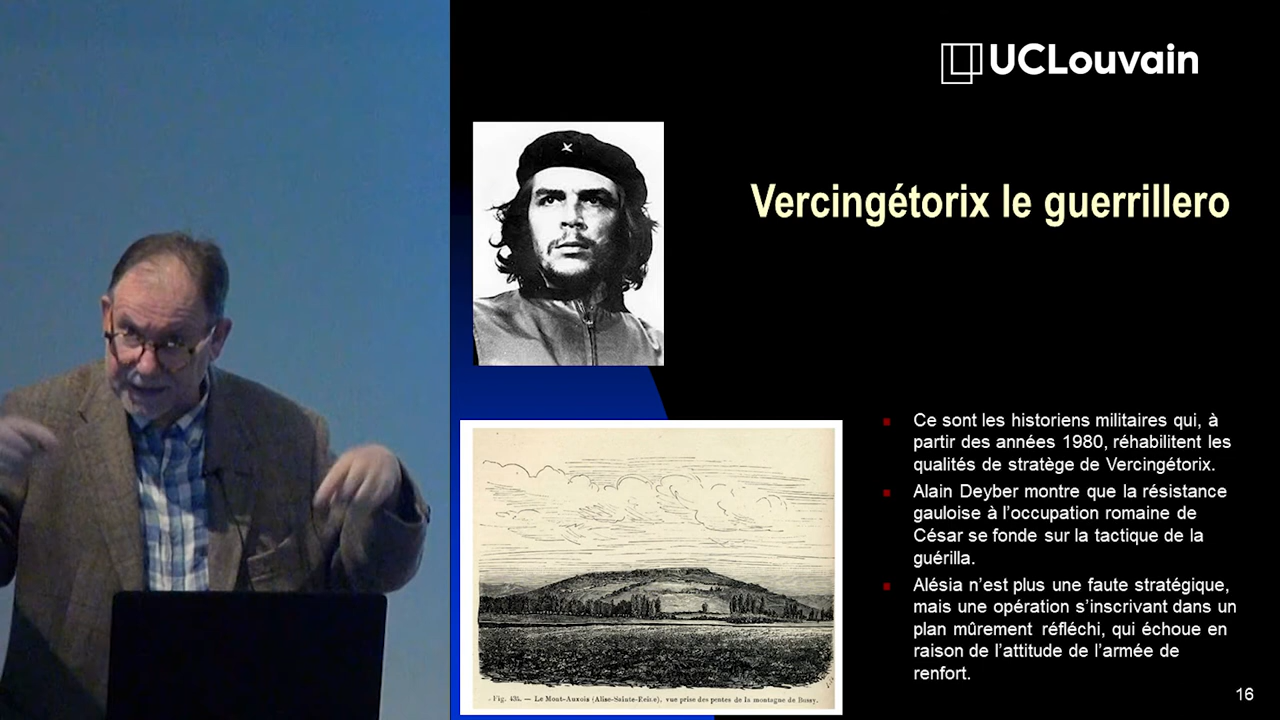 UCLouvain
Vercingétorix le guerrillero
Ce sont les historiens militaires qui, à
partir des années 1980, réhabilitent les
qualités de stratège de Vercingétorix.
Alain Deyber montre que la résistance
gauloise à l’occupation romaine de
César se fonde sur la tactique de la
guérilla.
Alésia n’est plus une faute stratégique,
mais une opération s’inscrivant dans un
plan mûrement réfléchi, qui échoue en
raison de l’attitude de l’armée de
renfort.
Fig. 435. — Le Mont-Auxois (Alise-Sainte-Reine), vue prise des pentes de la montagne de Bussy.
16